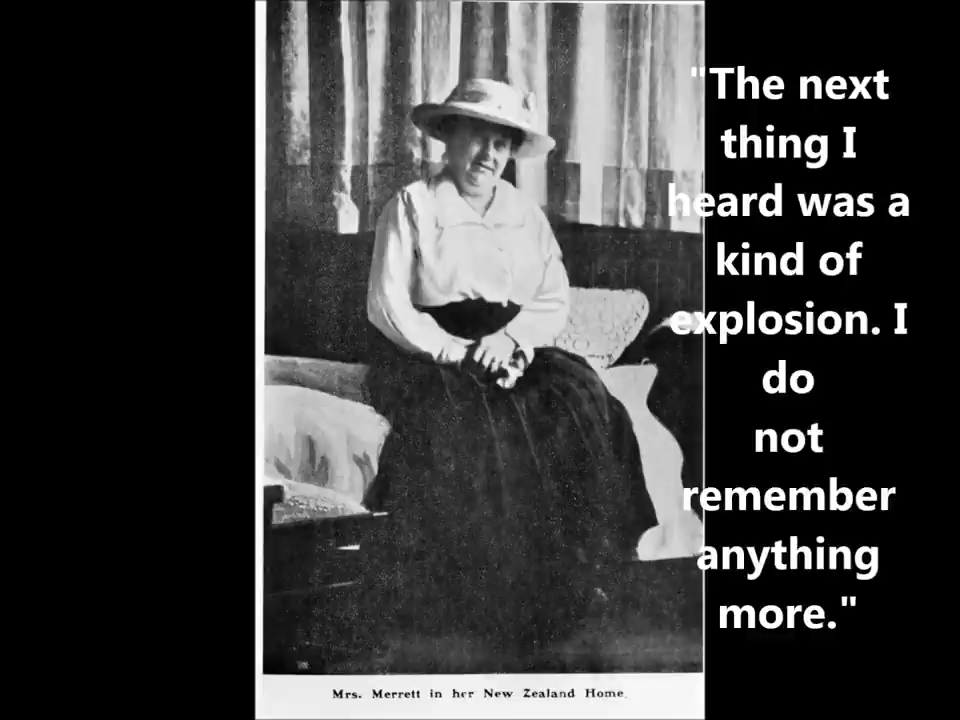 "The next
thing I
heard was a
kind of
explosion. I
do
not
remember
anything
more."
Mrs. Merrett in her New Zealand Home.